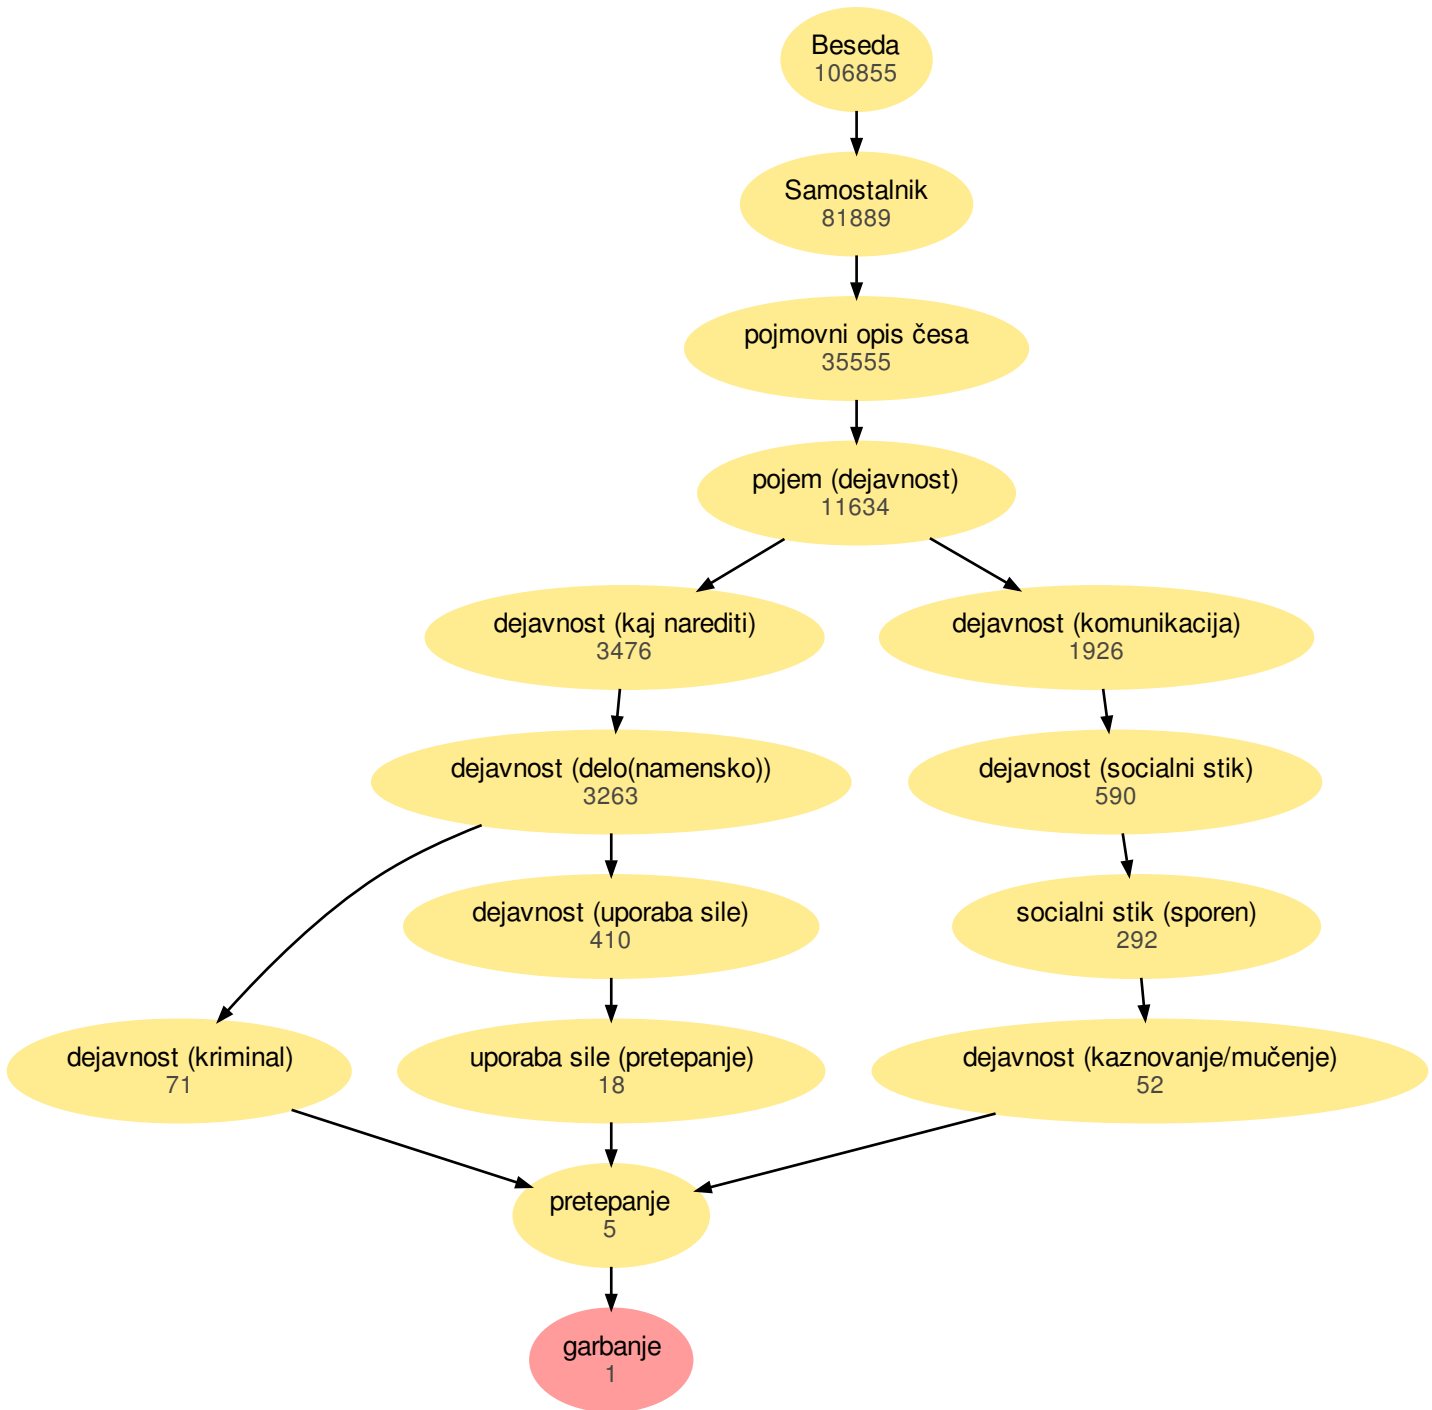 Beseda
106855
Samostalnik
81889
pojmovni opis česa
35555
pojem (dejavnost)
11634
dejavnost (kaj narediti)
3476
dejavnost (komunikacija)
1926
dejavnost (delo(namensko))
3263
dejavnost (socialni stik)
590
dejavnost (uporaba sile)
410
socialni stik (sporen)
292
dejavnost (kriminal)
71
uporaba sile (pretepanje)
18
dejavnost (kaznovanje/mučenje)
52
pretepanje
5
garbanje
1